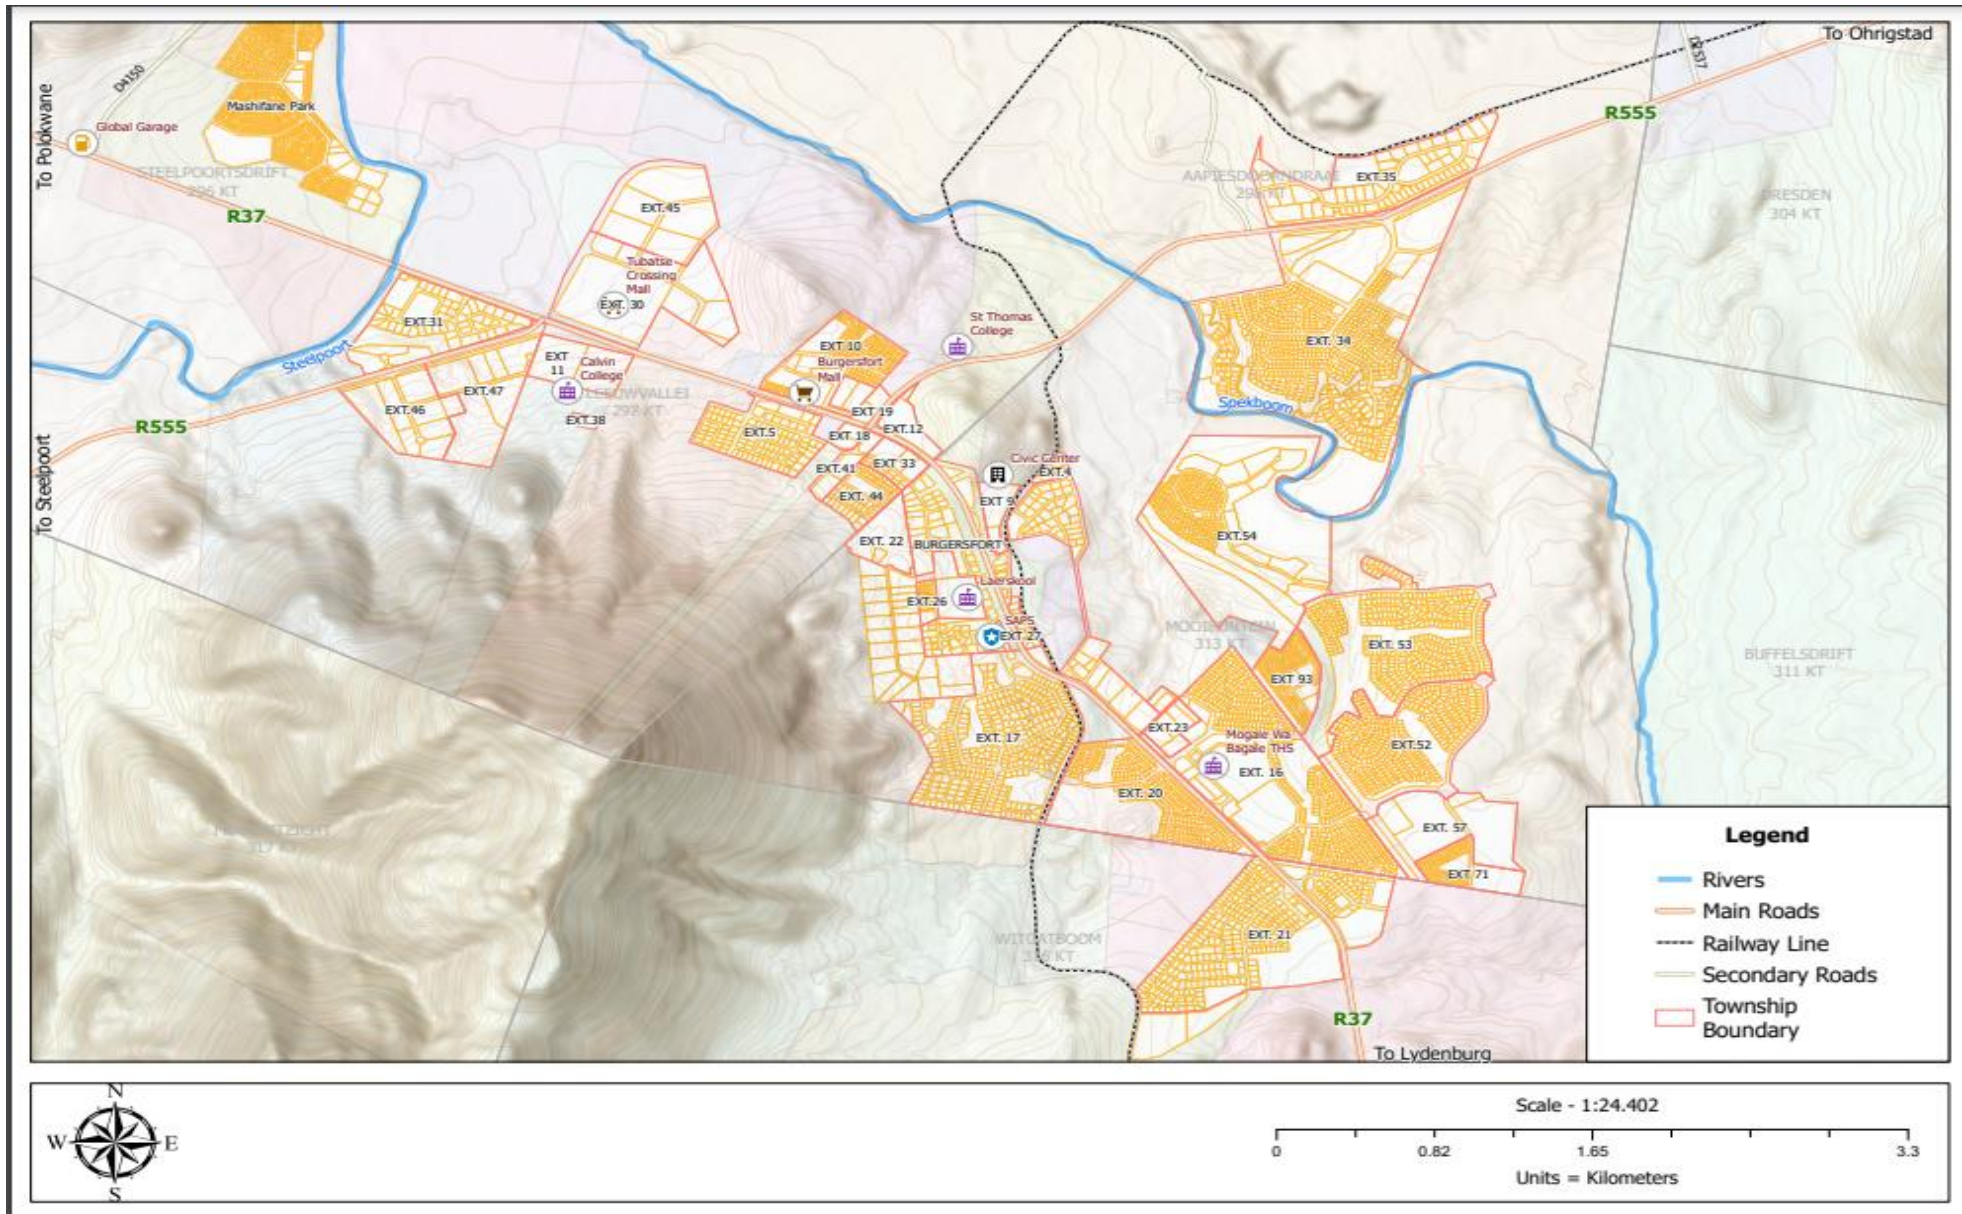 To Ohrigstad
D2537
D4150
Mashifane Park
R555
To Polokwane
Global Garage
STEELPOORTSDRIFT
296 KT
EXT.35
R37
EXT.45
DRESDEN
304 KT
Tubatse
Crossing
Mall
EXT. 30
St Thomas
College
EXT.31
Steelpoort
EXT. 34
EXT 10
Burgersfort
Mall
EXT
11
Calvin
College
LEEUWVALLEI
297 KT
EXT.47
EXT.46
EXT.38
R555
Spekboom
EXT 19
EXT.12
EXT.5
EXT 18
To Steelpoort
Civic Center
EXT.4
EXT.41
EXT 33
EXT. 44
EXT 9
EXT.54
EXT. 22
BURGERSFORT
Laerskool
EXT.26
SAPS
EXT 27
MOOIFONTEIN
313 KT
EXT. 53
BUFFELSDRIFT
311 KT
EXT 93
EXT.23
EXT. 17
Mogale Wa
Bagale THS
EXT. 16
EXT.52
EXT. 20
EXT. 57
EXT 71
EXT. 21
WITGATBOOM
316 KT
R37
To Lydenburg
Legend
Rivers
Main Roads
Railway Line
Secondary Roads
Township
Boundary
N
W
E
S
Scale - 1:24.402
0
0.82
1.65
3.3
Units = Kilometers